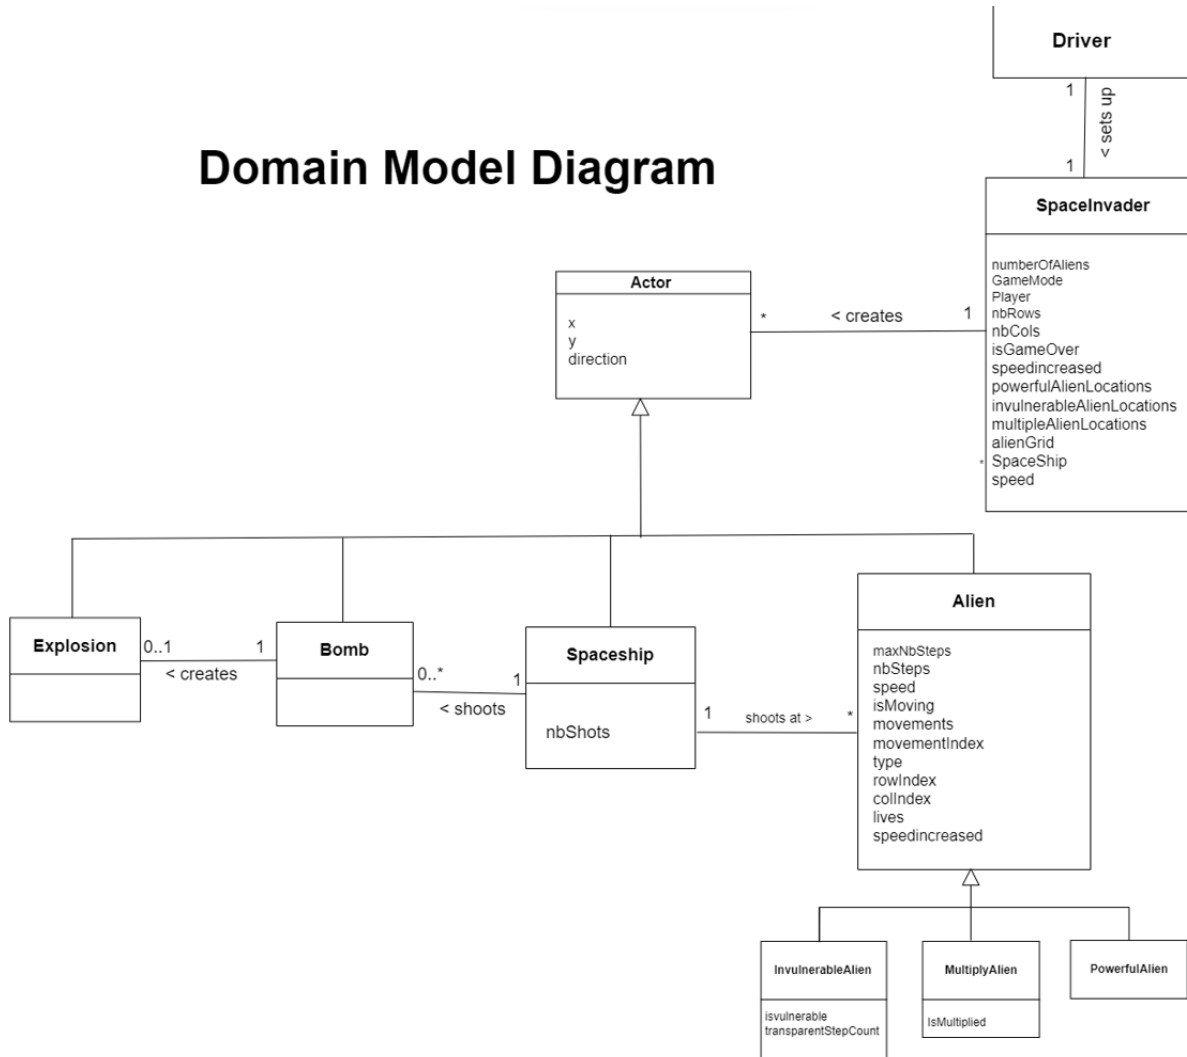 Driver
1
< sets up
1
Domain Model Diagram
SpaceInvader
numberOfAliens
GameMode
Player
nbRows
nbCols
isGameOver
speedincreased
powerfulAlienLocations
invulnerableAlienLocations
multipleAlienLocations
alienGrid
* SpaceShip
speed
Actor
x
y
direction
* < creates 1
Explosion
0..1 1
< creates
Bomb
0..* 1
< shoots
Spaceship
nbShots
1 shoots at > *
Alien
maxNbSteps
nbSteps
speed
isMoving
movements
movementIndex
type
rowIndex
colIndex
lives
speedincreased
InvulnerableAlien
isvulnerable
transparentStepCount
MultiplyAlien
IsMultiplied
PowerfulAlien